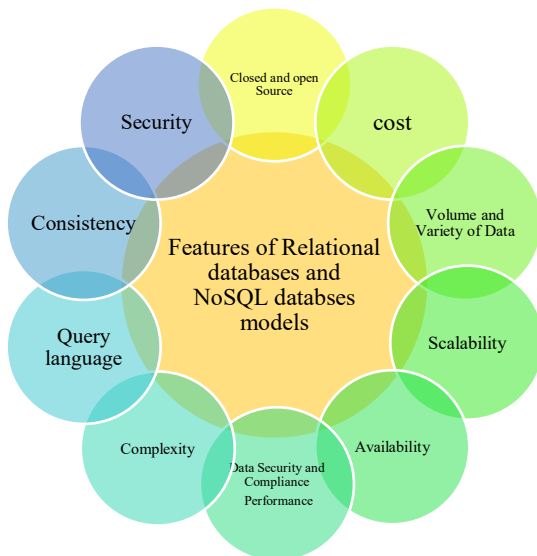 Closed and open
Source
cost
Volume and
Variety of Data
Scalability
Availability
Data Security and
Compliance
Performance
Complexity
Query
language
Consistency
Security
Features of Relational
databases and
NoSQL databses
models